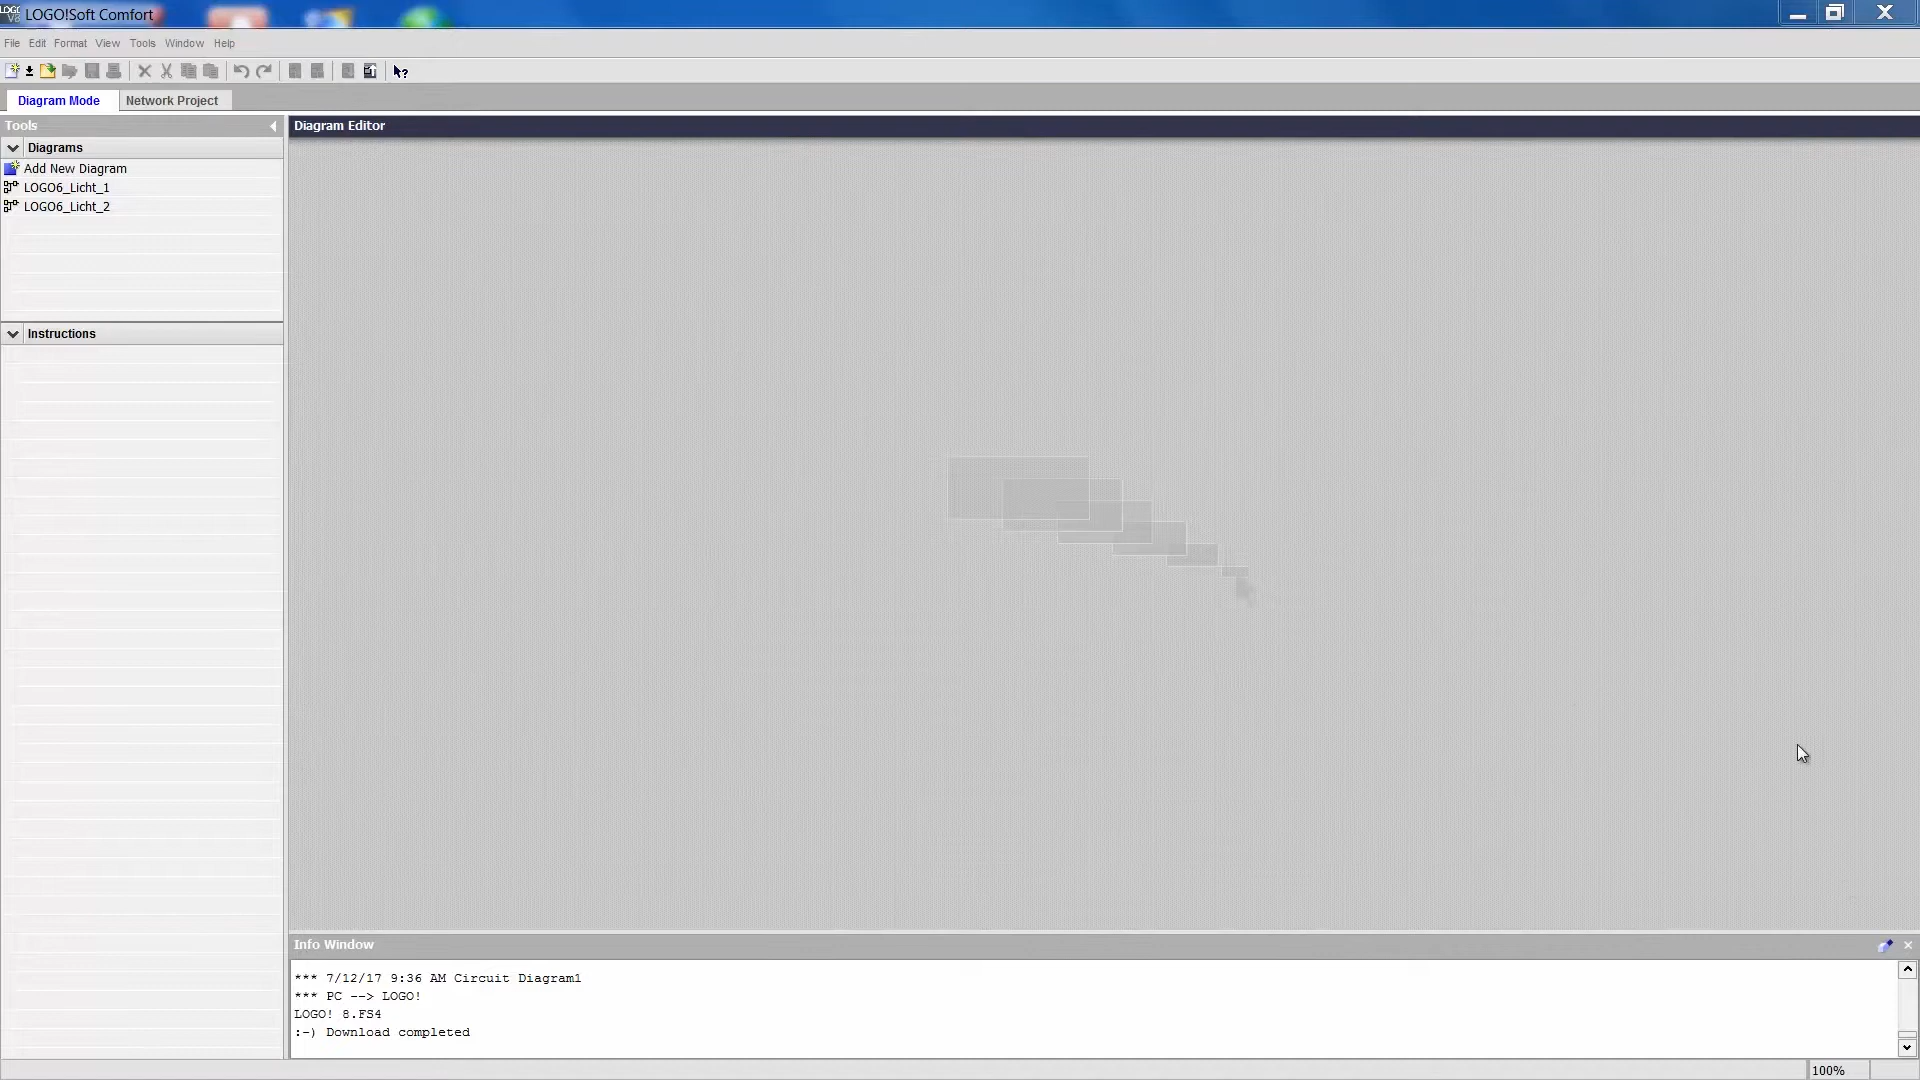 LOGO!Soft Comfort
File Edit Format View Tools Window Help
Diagram Mode Network Project
Tools
Diagram Editor
Diagrams
Add New Diagram
LOGO6_Licht_1
LOGO6_Licht_2
Instructions
Info Window
*** 7/12/17 9:36 AM Circuit Diagram1
*** PC --> LOGO!
LOGO! 8.FS4
:-) Download completed
100%